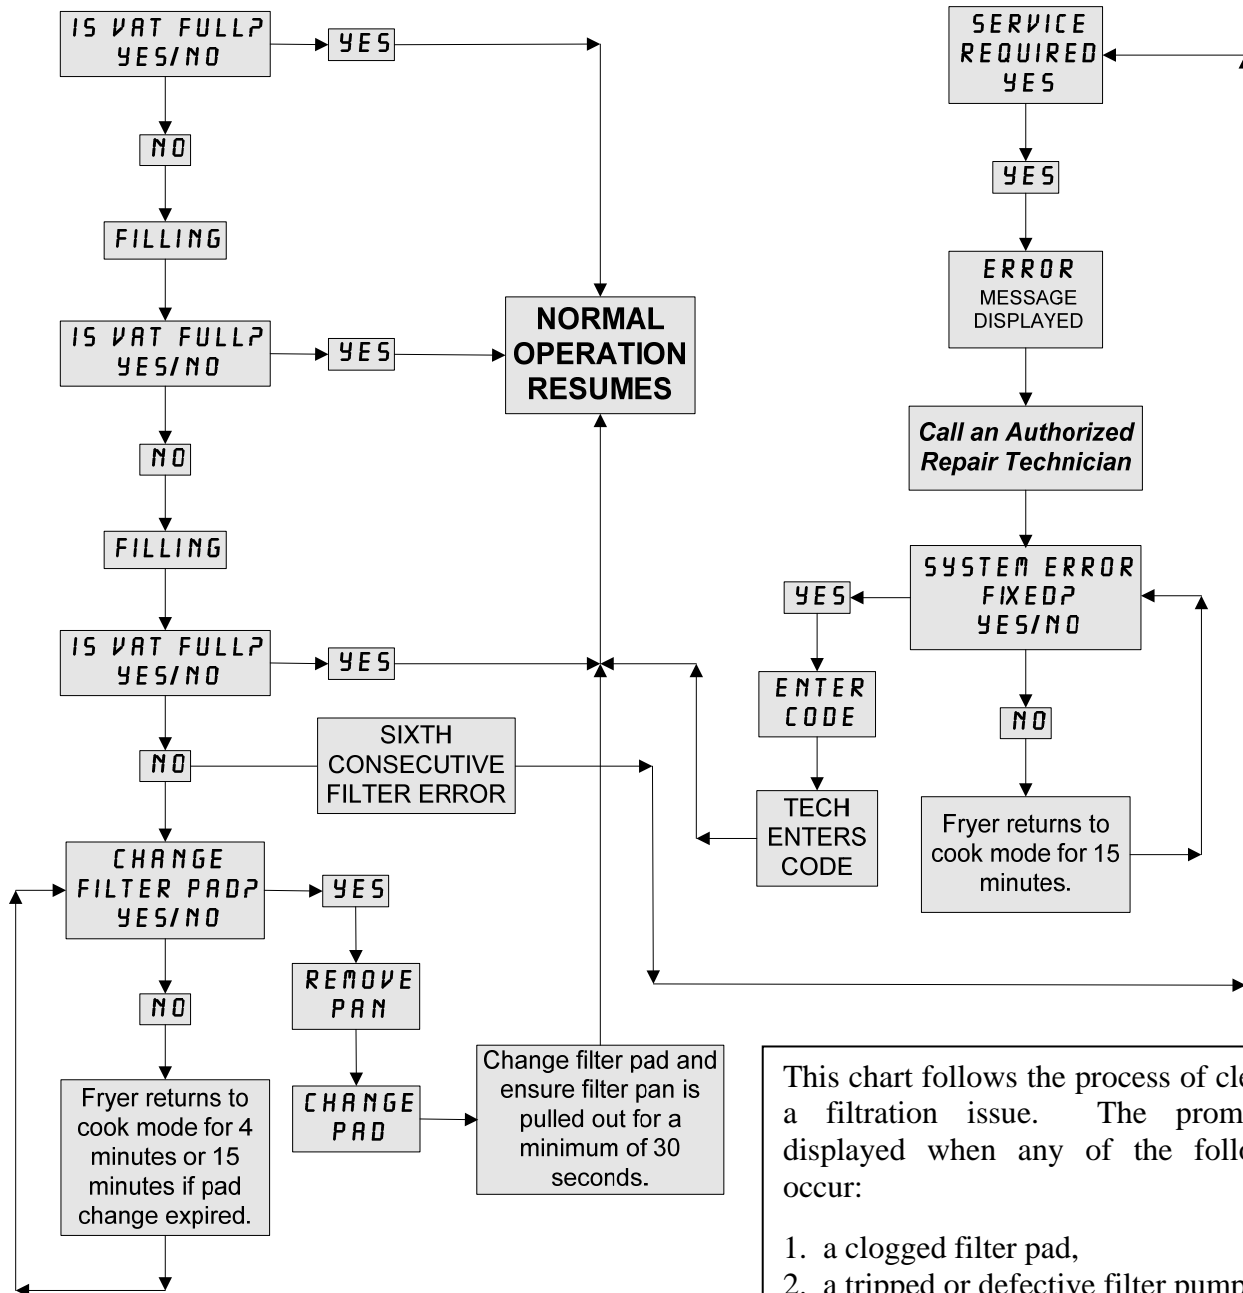 IS VAT FULL?
YES/NO
YES
NO
FILLING
IS VAT FULL?
YES/NO
YES
NO
FILLING
IS VAT FULL?
YES/NO
YES
NO
SIXTH
CONSECUTIVE
FILTER ERROR
CHANGE
FILTER PAD?
YES/NO
YES
REMOVE
PAN
CHANGE
PAD
Change filter pad and
ensure filter pan is
pulled out for a
minimum of 30
seconds.
NO
Fryer returns to
cook mode for 4
minutes or 15
minutes if pad
change expired.
NORMAL
OPERATION
RESUMES
SERVICE
REQUIRED
YES
YES
ERROR
MESSAGE
DISPLAYED
Call an Authorized
Repair Technician
SYSTEM ERROR
FIXED?
YES/NO
YES
ENTER
CODE
TECH
ENTERS
CODE
NO
Fryer returns to
cook mode for 15
minutes.
This chart follows the process of
a filtration issue. The
displayed when any of the
occur:
1. a clogged filter pad,
2. a tripped or defective filter pump